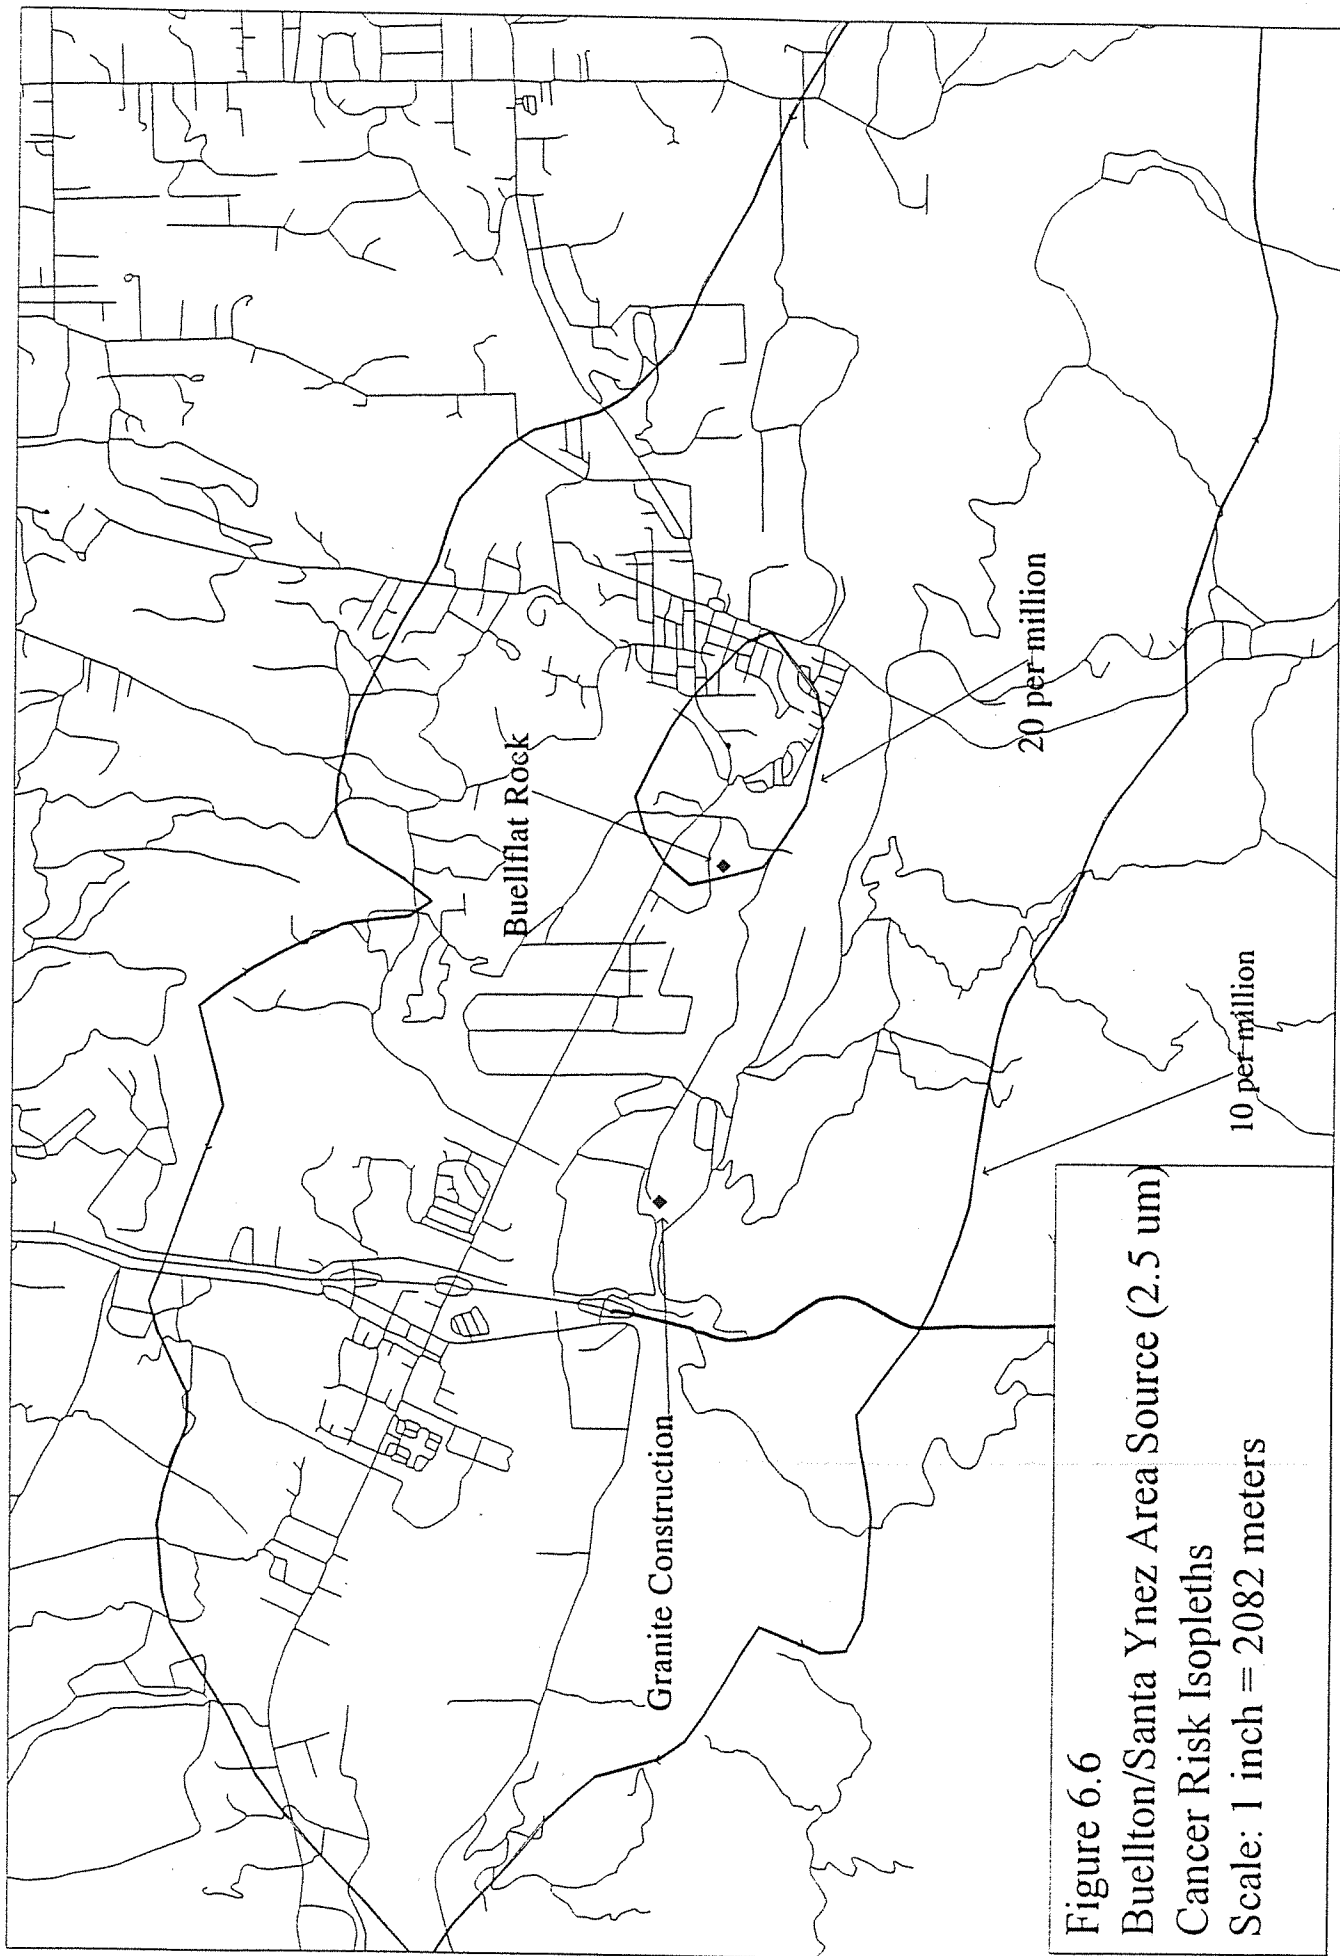 Buellflat Rock
20 per million
10 per million
Granite Construction
Figure 6.6
Buellton/Santa Ynez Area Source (2.5 um)
Cancer Risk Isopleths
Scale: 1 inch = 2082 meters